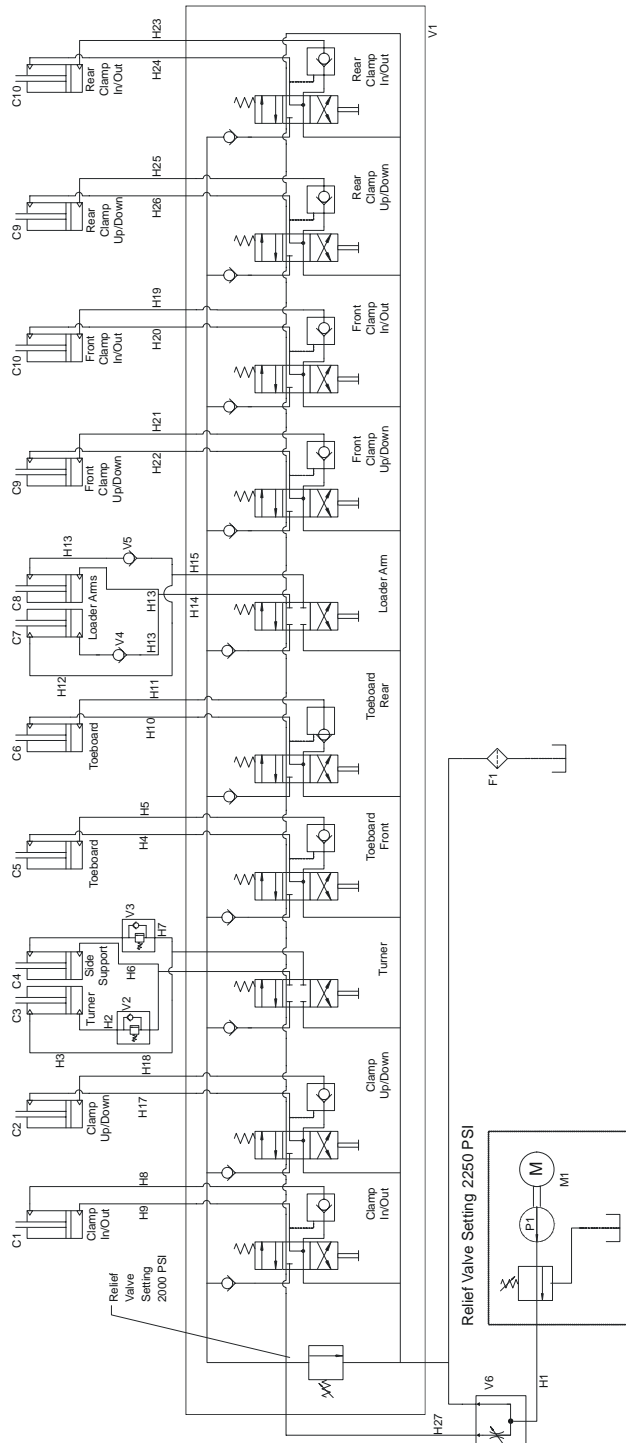 C1
C2
C3
C4
C5
C6
C7
C8
C9
C10
C9
C10
Clamp
In/Out
Clamp
Up/Down
Turner
Side
Support
Toeboard
Toeboard
Loader Arms
Front
Clamp
Up/Down
Front
Clamp
In/Out
Rear
Clamp
Up/Down
Rear
Clamp
In/Out
H3
H2
V2
H18
H6
V3
H7
H12
V4
H13
H13
H13
V5
H9
H8
H17
H4
H5
H10
H11
H14
H15
H22
H21
H20
H19
H26
H25
H24
H23
Relief
Valve
Setting
2000 PSI
Clamp
In/Out
Clamp
Up/Down
Turner
Toeboard
Front
Toeboard
Rear
Loader Arm
Front
Clamp
Up/Down
Front
Clamp
In/Out
Rear
Clamp
Up/Down
Rear
Clamp
In/Out
V1
H27
V6
H1
Relief Valve Setting 2250 PSI
P1
M
M1
F1